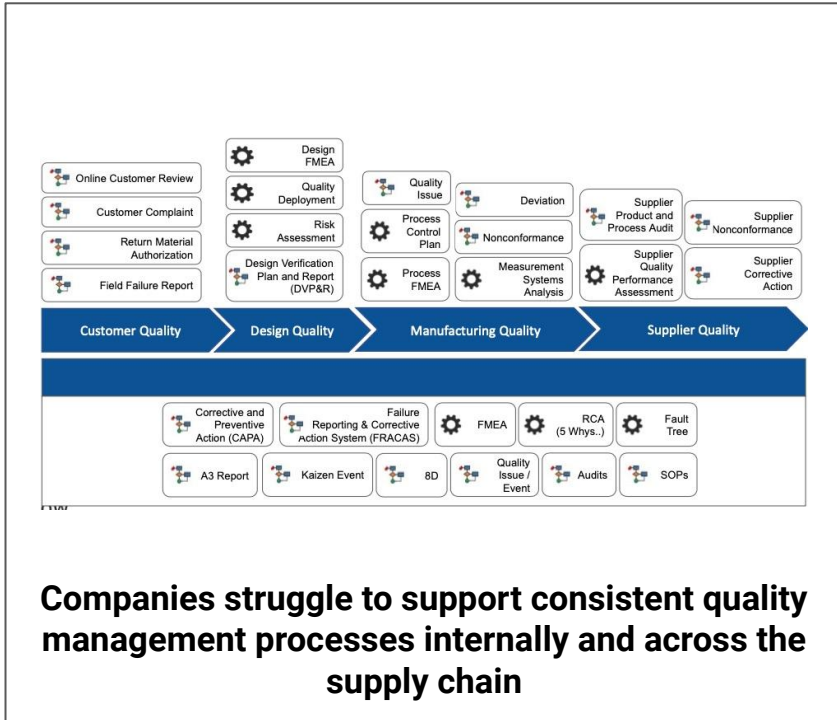 Online Customer Review
Customer Complaint
Return Material
Authorization
Field Failure Report
Design
FMEA
Quality
Deployment
Risk
Assessment
Design Verification
Plan and Report
(DVP&R)
Quality
Issue
Process
Control
Plan
Process
FMEA
Deviation
Nonconformance
Measurement
Systems
Analysis
Supplier
Product and
Process Audit
Supplier
Quality
Performance
Assessment
Supplier
Nonconformance
Supplier
Corrective
Action
Customer Quality
Design Quality
Manufacturing Quality
Supplier Quality
Corrective and
Preventive
Action (CAPA)
Failure
Reporting & Corrective
Action System (FRACAS)
FMEA
RCA
(5 Whys..)
Fault
Tree
A3 Report
Kaizen Event
8D
Quality
Issue /
Event
Audits
SOPs
Companies struggle to support consistent quality
management processes internally and across the
supply chain